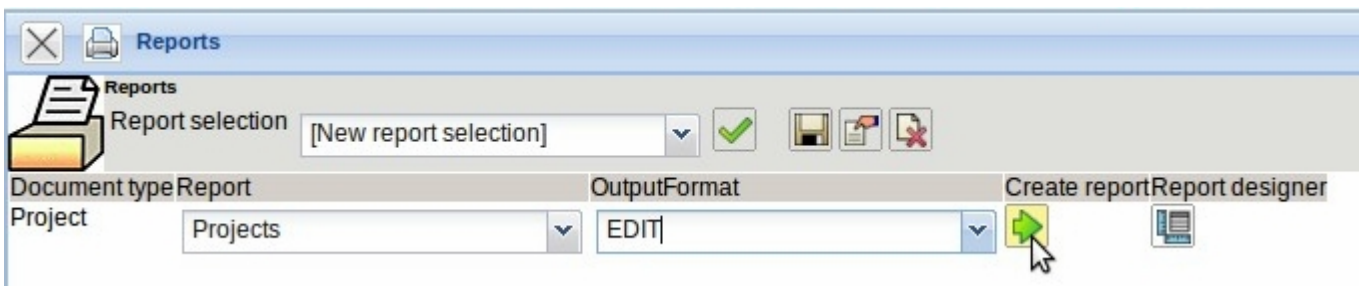 Reports
Reports
Report selection [New report selection]
Document type Report OutputFormat Create report Report designer
Project Projects EDIT